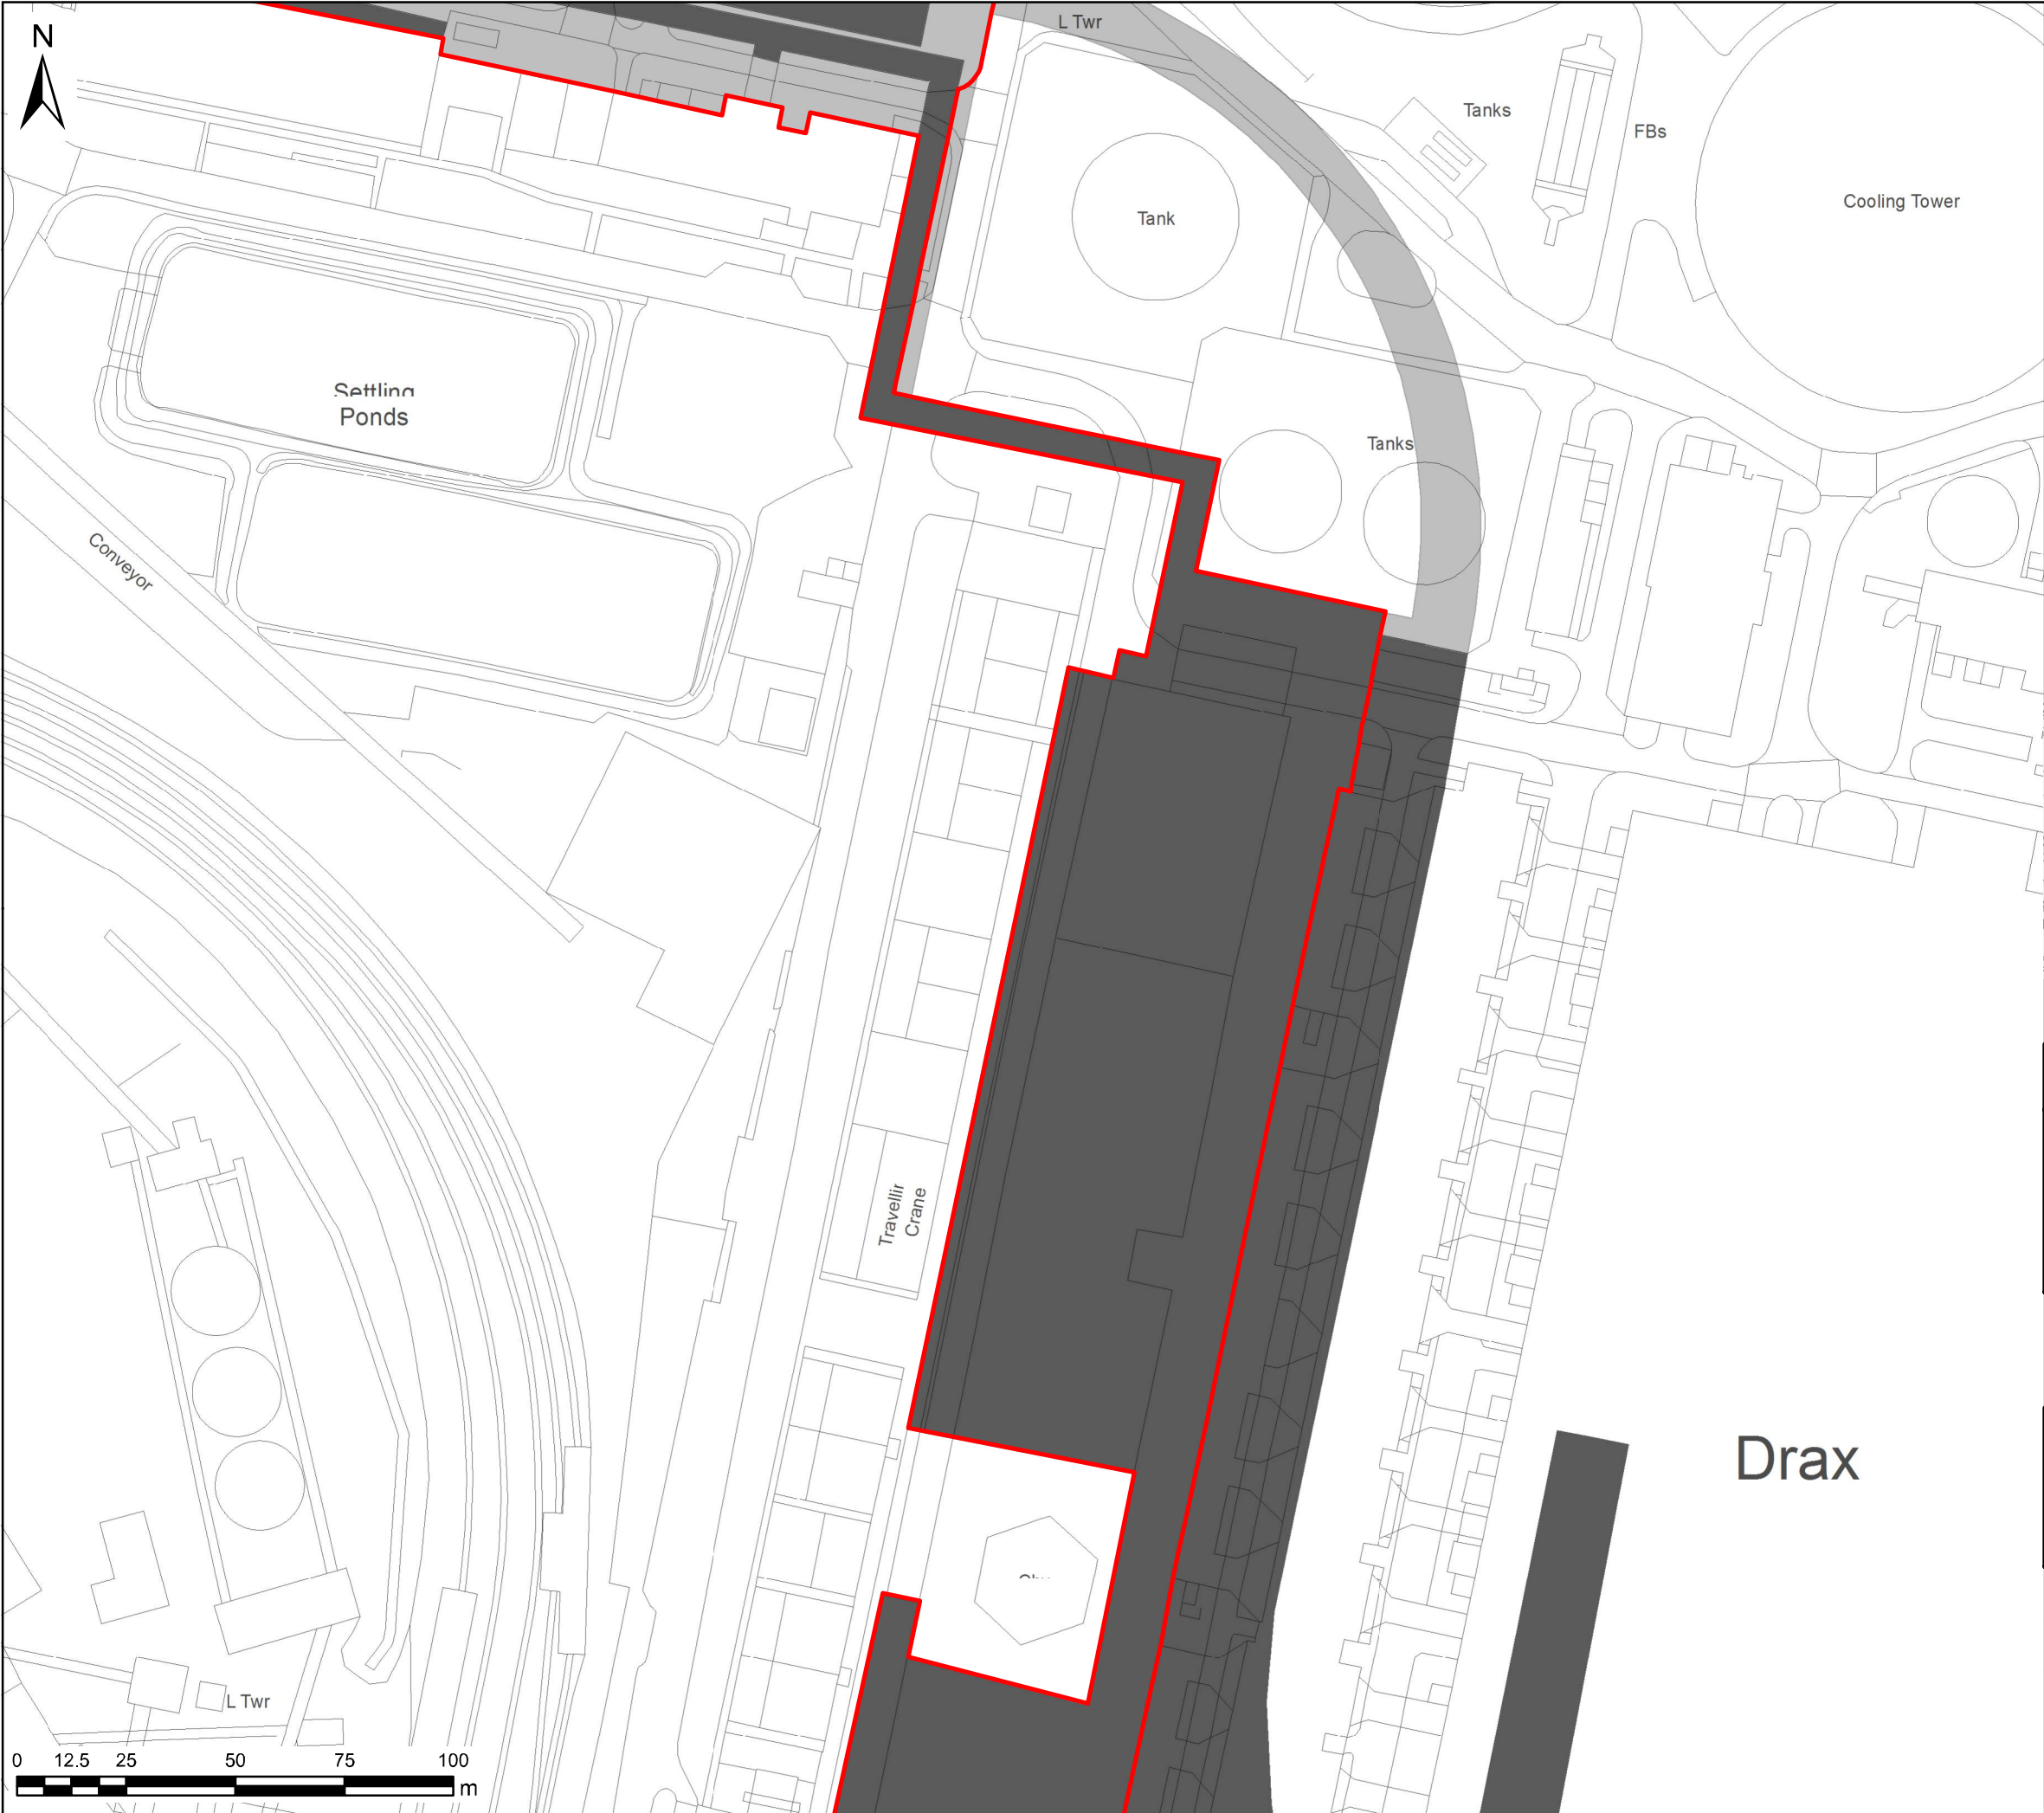 N
L Twr
Tanks
FBs
Cooling Tower
Tank
Settling
Ponds
Tanks
Conveyor
Travellir
Crane
Drax
L Twr
0 12.5 25 50 75 100
m